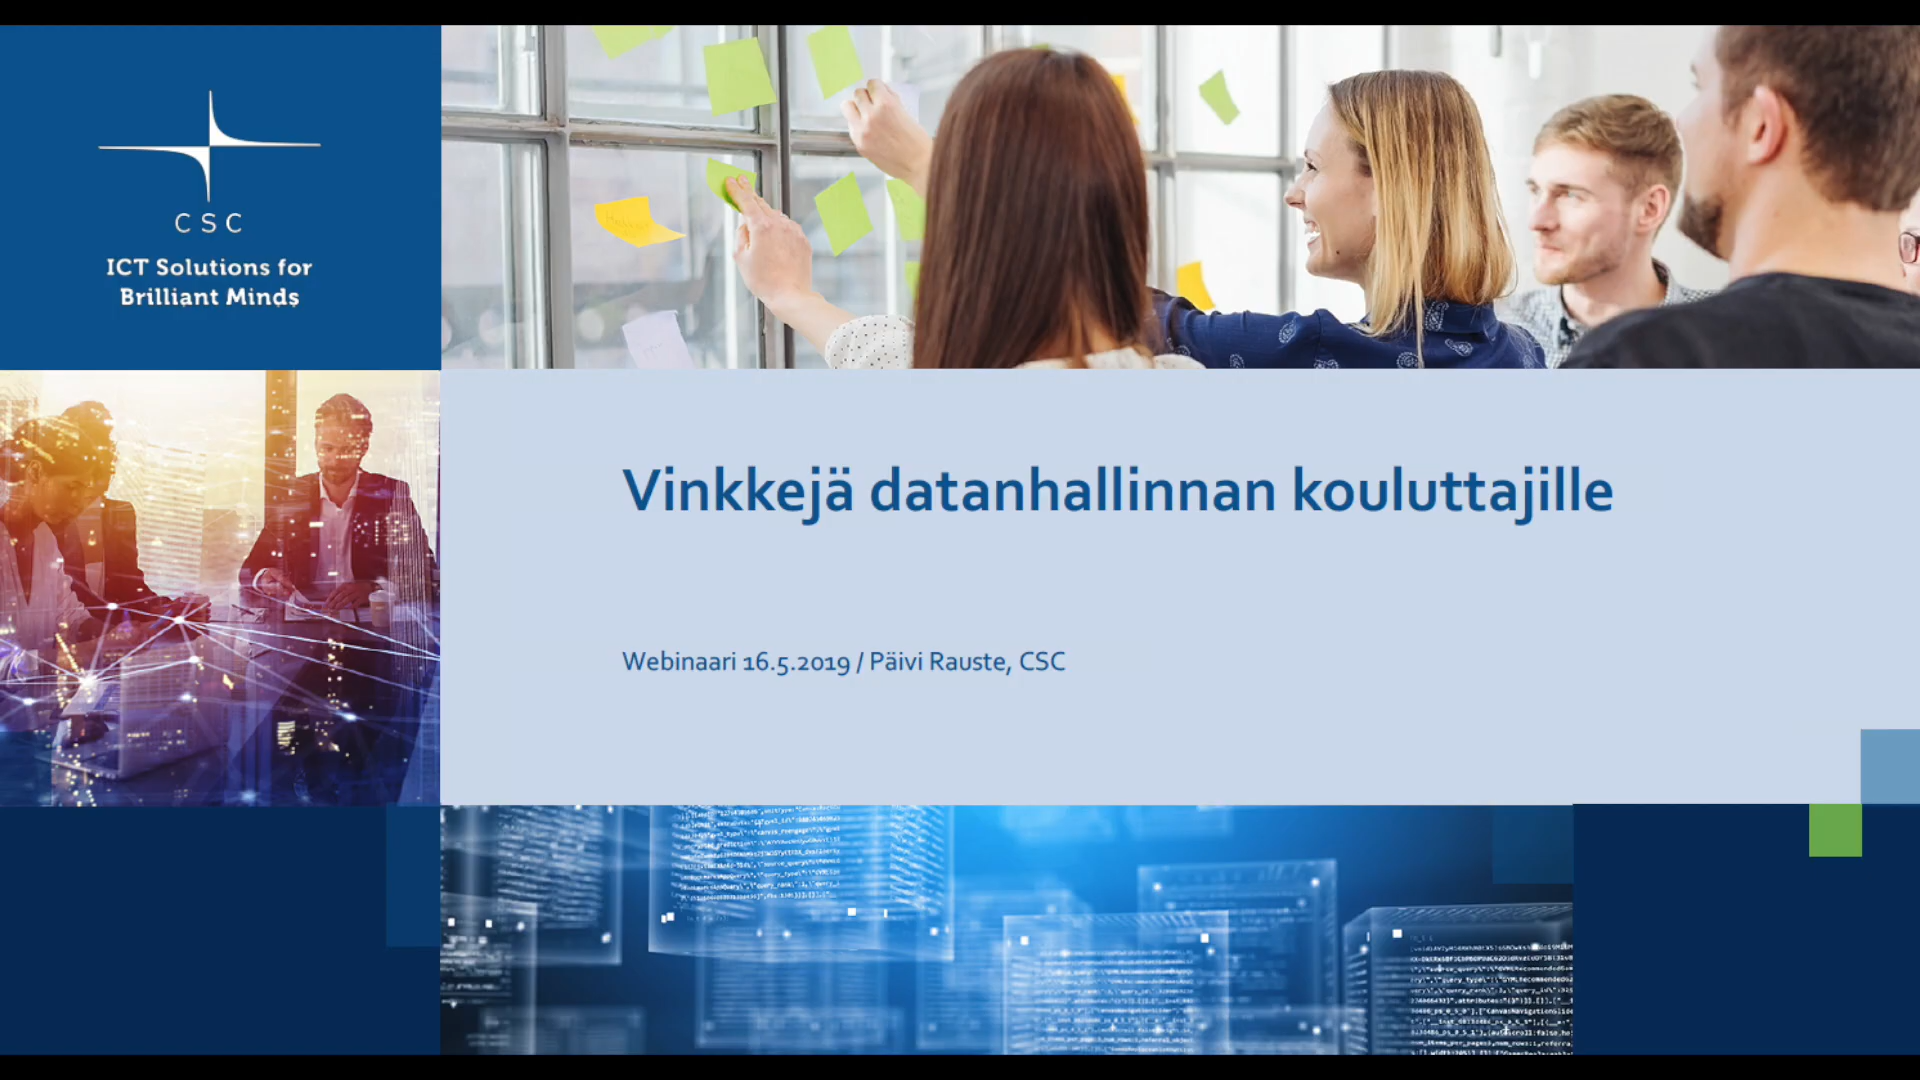 CSC
ICT Solutions for
Brilliant Minds
Vinkkejä datanhallinnan kouluttajille
Webinaari 16.5.2019 / Päivi Rauste, CSC